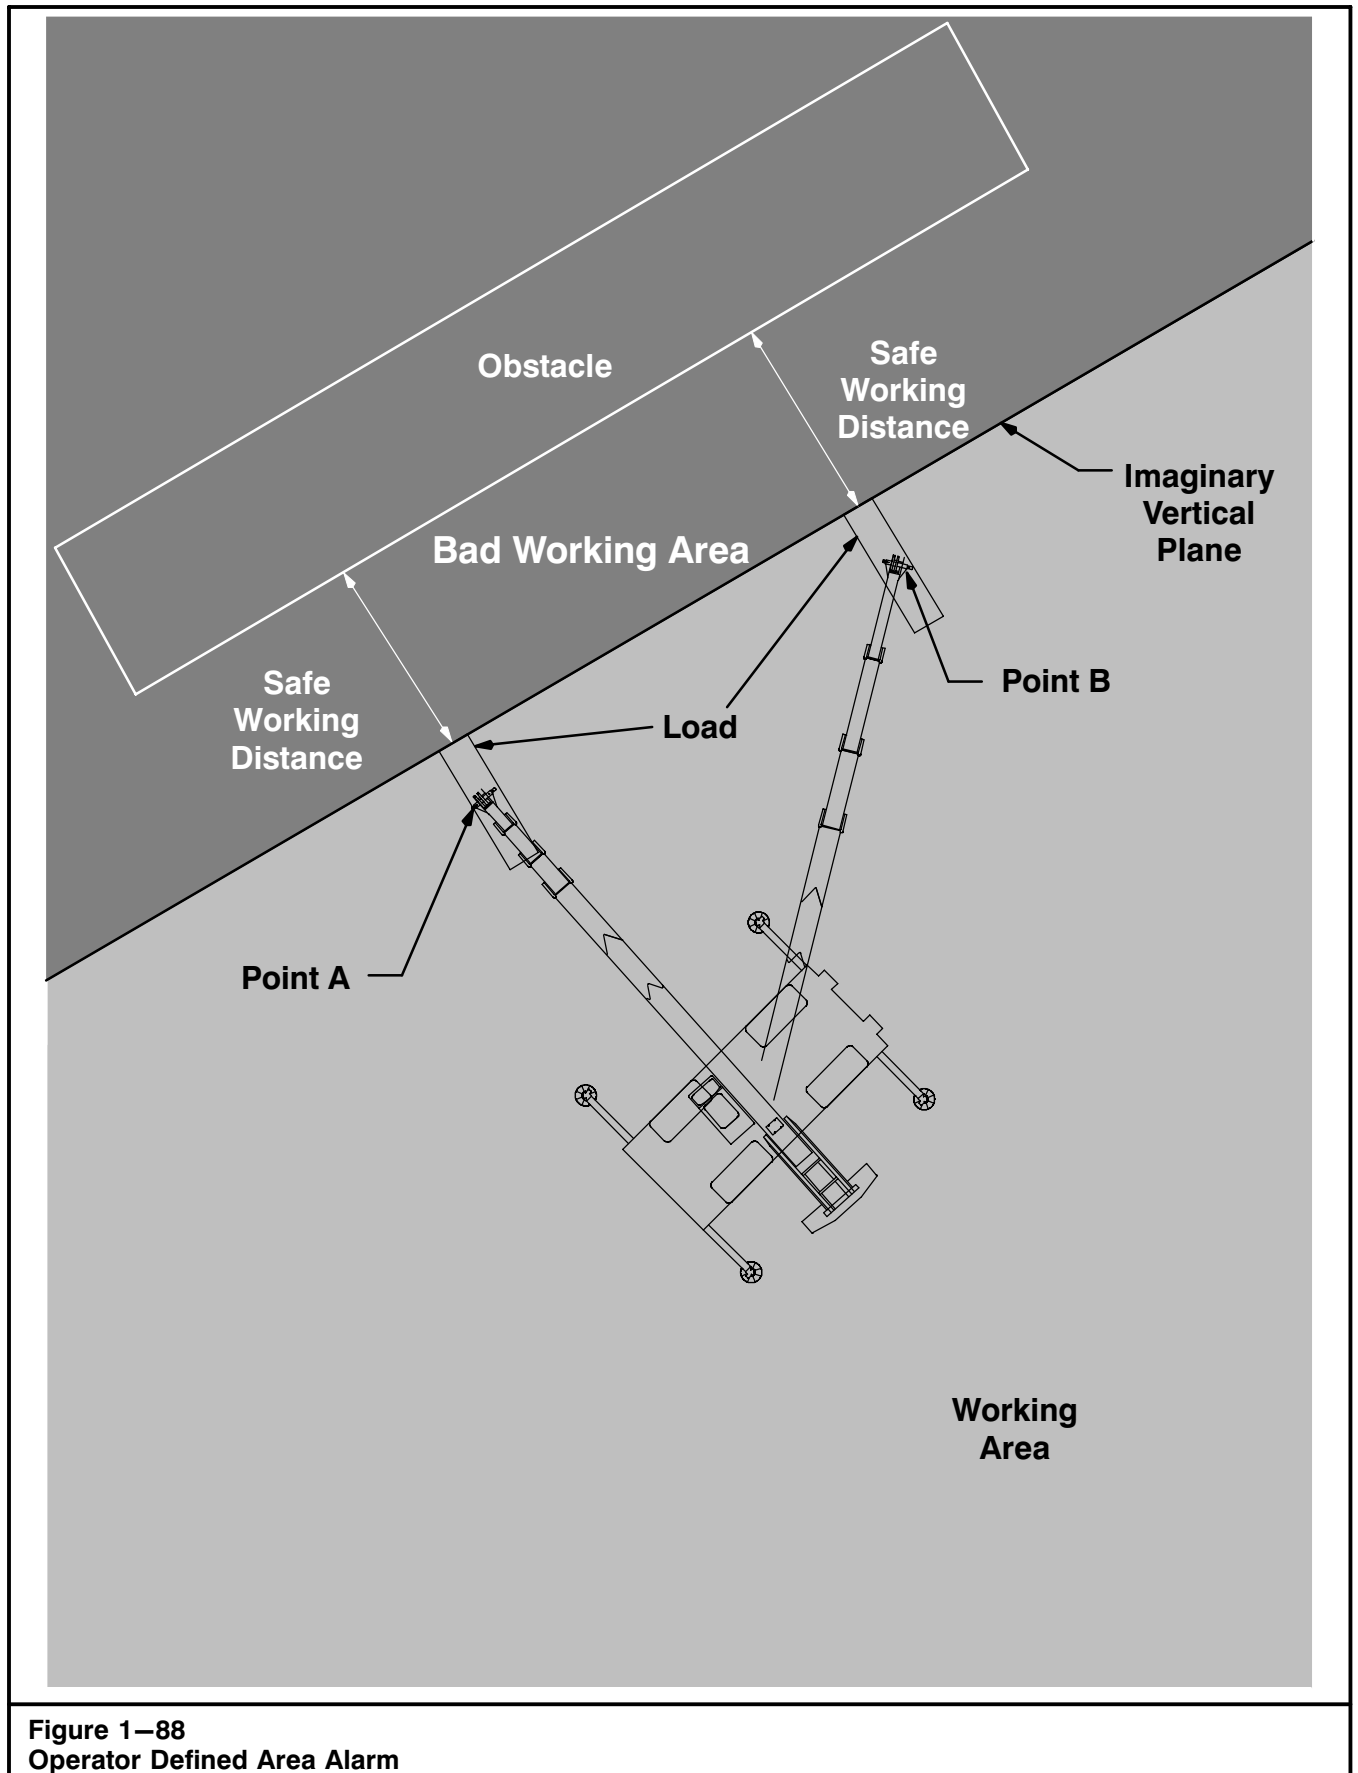 Safe
Working
Distance
Obstacle
Imaginary
Vertical
Plane
Bad Working Area
Point B
Safe
Working
Distance
Load
Point A
Working
Area
Figure 1–88
Operator Defined Area Alarm